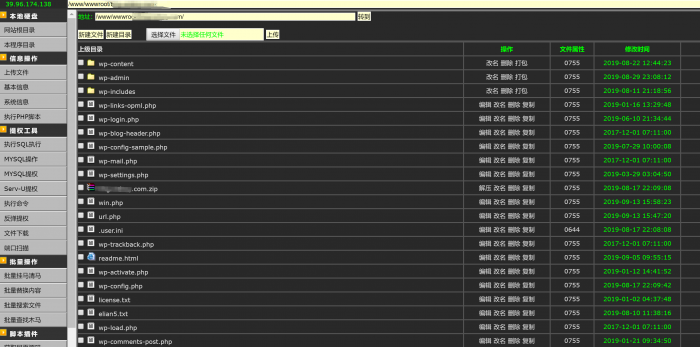 39.96.174.138 /www/wwwroot/
本地硬盘
网站根目录
本程序目录
信息操作
上传文件
基本信息
系统信息
执行PHP脚本
提权工具
执行SQL执行
MYSQL操作
MYSQL提权
Serv-U提权
执行命令
反弹提权
文件下载
端口扫描
批量操作
批量挂马清马
批量替换内容
批量搜索文件
批量查找木马
脚本插件
地址: /www/wwwroo m/ 转到
新建文件 新建目录 选择文件 未选择任何文件 上传
上级目录 操作 文件属性 修改时间
wp-content 改名 删除 打包 0755 2019-08-22 12:44:23
wp-admin 改名 删除 打包 0755 2019-08-29 23:08:12
wp-includes 改名 删除 打包 0755 2019-08-11 21:18:56
wp-links-opml.php 编辑 改名 删除 复制 0755 2019-01-16 13:29:48
wp-login.php 编辑 改名 删除 复制 0755 2019-06-10 21:34:44
wp-blog-header.php 编辑 改名 删除 复制 0755 2017-12-01 07:11:00
wp-config-sample.php 编辑 改名 删除 复制 0755 2019-07-29 10:00:08
wp-mail.php 编辑 改名 删除 复制 0755 2017-12-01 07:11:00
wp-settings.php 编辑 改名 删除 复制 0755 2019-03-29 03:04:50
.com.zip 解压 改名 删除 复制 0755 2019-08-17 22:09:08
win.php 编辑 改名 删除 复制 0755 2019-09-13 15:58:23
url.php 编辑 改名 删除 复制 0755 2019-09-13 15:47:20
.user.ini 编辑 改名 删除 复制 0644 2019-08-17 22:08:08
wp-trackback.php 编辑 改名 删除 复制 0755 2017-12-01 07:11:00
readme.html 编辑 改名 删除 复制 0755 2019-09-05 09:55:15
wp-activate.php 编辑 改名 删除 复制 0755 2019-01-12 14:41:52
wp-config.php 编辑 改名 删除 复制 0755 2019-08-17 22:09:42
license.txt 编辑 改名 删除 复制 0755 2019-01-02 04:37:48
elian5.txt 编辑 改名 删除 复制 0755 2019-08-10 11:38:16
wp-load.php 编辑 改名 删除 复制 0755 2017-12-01 07:11:00
wp-comments-post.php 编辑 改名 删除 复制 0755 2019-01-21 09:34:50